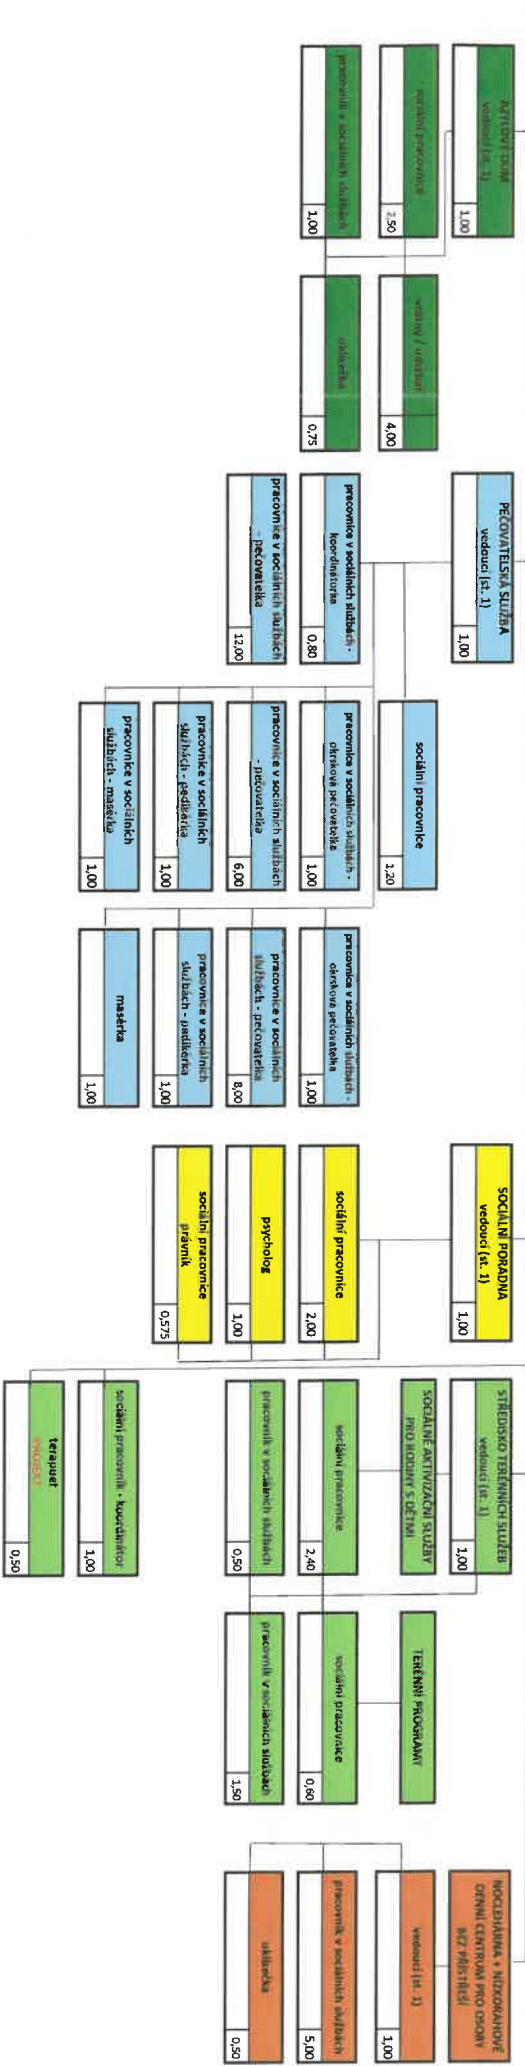 AZYLOVÝ DŮM
vedoucí (st. 1)
1,00
sociální pracovnice
2,50
pracovník v sociálních službách
1,00
vrátný / údržbář
4,00
uklízečka
0,75
PEČOVATELSKÁ SLUŽBA
vedoucí (st. 1)
1,00
sociální pracovnice
1,20
pracovnice v sociálních službách -
koordinátorka
0,80
pracovnice v sociálních službách
- pečovatelka
12,00
pracovnice v sociálních službách -
okrsková pečovatelka
1,00
pracovnice v sociálních službách
- pečovatelka
6,00
pracovnice v sociálních
službách - pedikérka
1,00
pracovnice v sociálních
službách - masérka
1,00
pracovnice v sociálních službách -
okrsková pečovatelka
1,00
pracovnice v sociálních
službách - pečovatelka
8,00
pracovnice v sociálních
službách - pedikérka
1,00
masérka
1,00
SOCIÁLNÍ PORADNA
vedoucí (st. 1)
1,00
sociální pracovnice
2,00
psycholog
1,00
sociální pracovnice
právník
0,575
STŘEDISKO TERÉNNÍCH SLUŽEB
vedoucí (st. 1)
1,00
SOCIÁLNĚ AKTIVIZAČNÍ SLUŽBY
PRO RODINY S DĚTMI
sociální pracovnice
2,40
pracovník v sociálních službách
0,50
sociální pracovník - koordinátor
1,00
terapuet
PROJEKT
0,50
TERÉNNÍ PROGRAMY
sociální pracovnice
0,60
pracovník v sociálních službách
1,50
NOCLEHÁRNA + NÍZKOPRAHOVÉ
DENNÍ CENTRUM PRO OSOBY
BEZ PŘÍSTŘEŠÍ
vedoucí (st. 1)
1,00
pracovník v sociálních službách
5,00
uklízečka
0,50